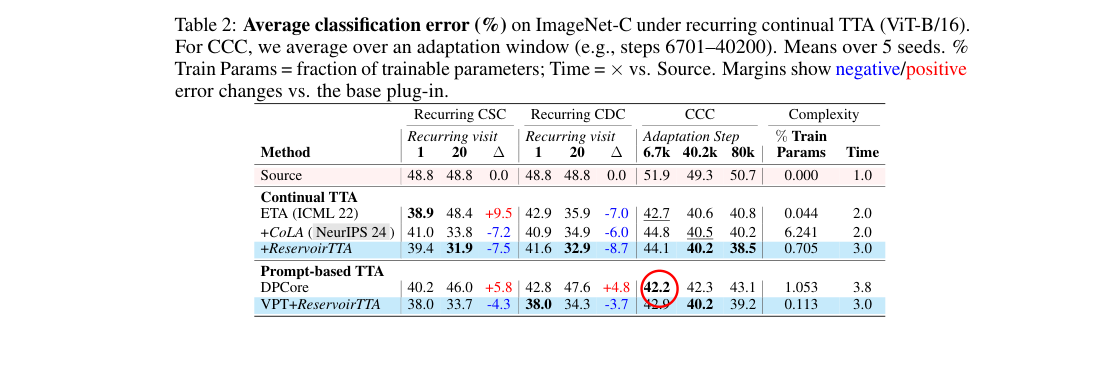 Table 2: Average classification error (%) on ImageNet-C under recurring continual TTA (ViT-B/16).
For CCC, we average over an adaptation window (e.g., steps 6701–40200). Means over 5 seeds. %
Train Params = fraction of trainable parameters; Time = × vs. Source. Margins show negative/positive
error changes vs. the base plug-in.
Recurring CSC Recurring CDC CCC Complexity
Recurring visit Recurring visit Adaptation Step % Train
Method 1 20 Δ 1 20 Δ 6.7k 40.2k 80k Params Time
Source 48.8 48.8 0.0 48.8 48.8 0.0 51.9 49.3 50.7 0.000 1.0
Continual TTA
ETA (ICML 22) 38.9 48.4 +9.5 42.9 35.9 -7.0 42.7 40.6 40.8 0.044 2.0
+CoLA ( NeurIPS 24 ) 41.0 33.8 -7.2 40.9 34.9 -6.0 44.8 40.5 40.2 6.241 2.0
+ReservoirTTA 39.4 31.9 -7.5 41.6 32.9 -8.7 44.1 40.2 38.5 0.705 3.0
Prompt-based TTA
DPCore 40.2 46.0 +5.8 42.8 47.6 +4.8 42.2 42.3 43.1 1.053 3.8
VPT+ReservoirTTA 38.0 33.7 -4.3 38.0 34.3 -3.7 42.9 40.2 39.2 0.113 3.0